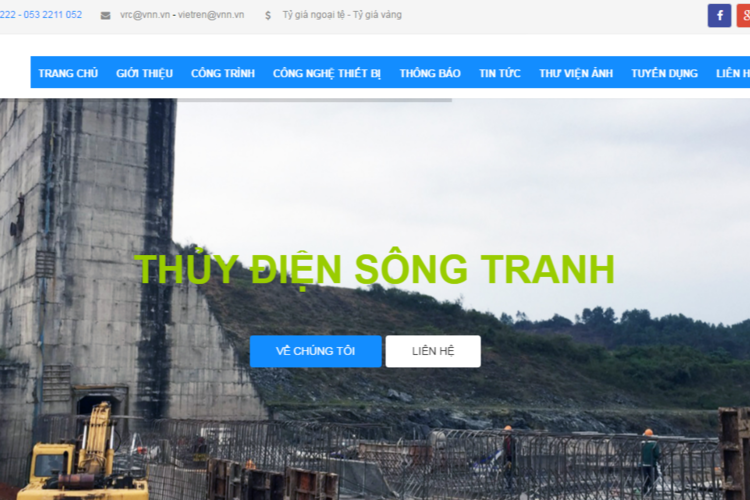 222 - 053 2211 052 vrc@vnn.vn - vietren@vnn.vn $ Tỷ giá ngoại tệ - Tỷ giá vàng
TRANG CHỦ GIỚI THIỆU CÔNG TRÌNH CÔNG NGHỆ THIẾT BỊ THÔNG BÁO TIN TỨC THƯ VIỆN ẢNH TUYỂN DỤNG LIÊN H
THỦY ĐIỆN SÔNG TRANH
VỀ CHÚNG TÔI LIÊN HỆ